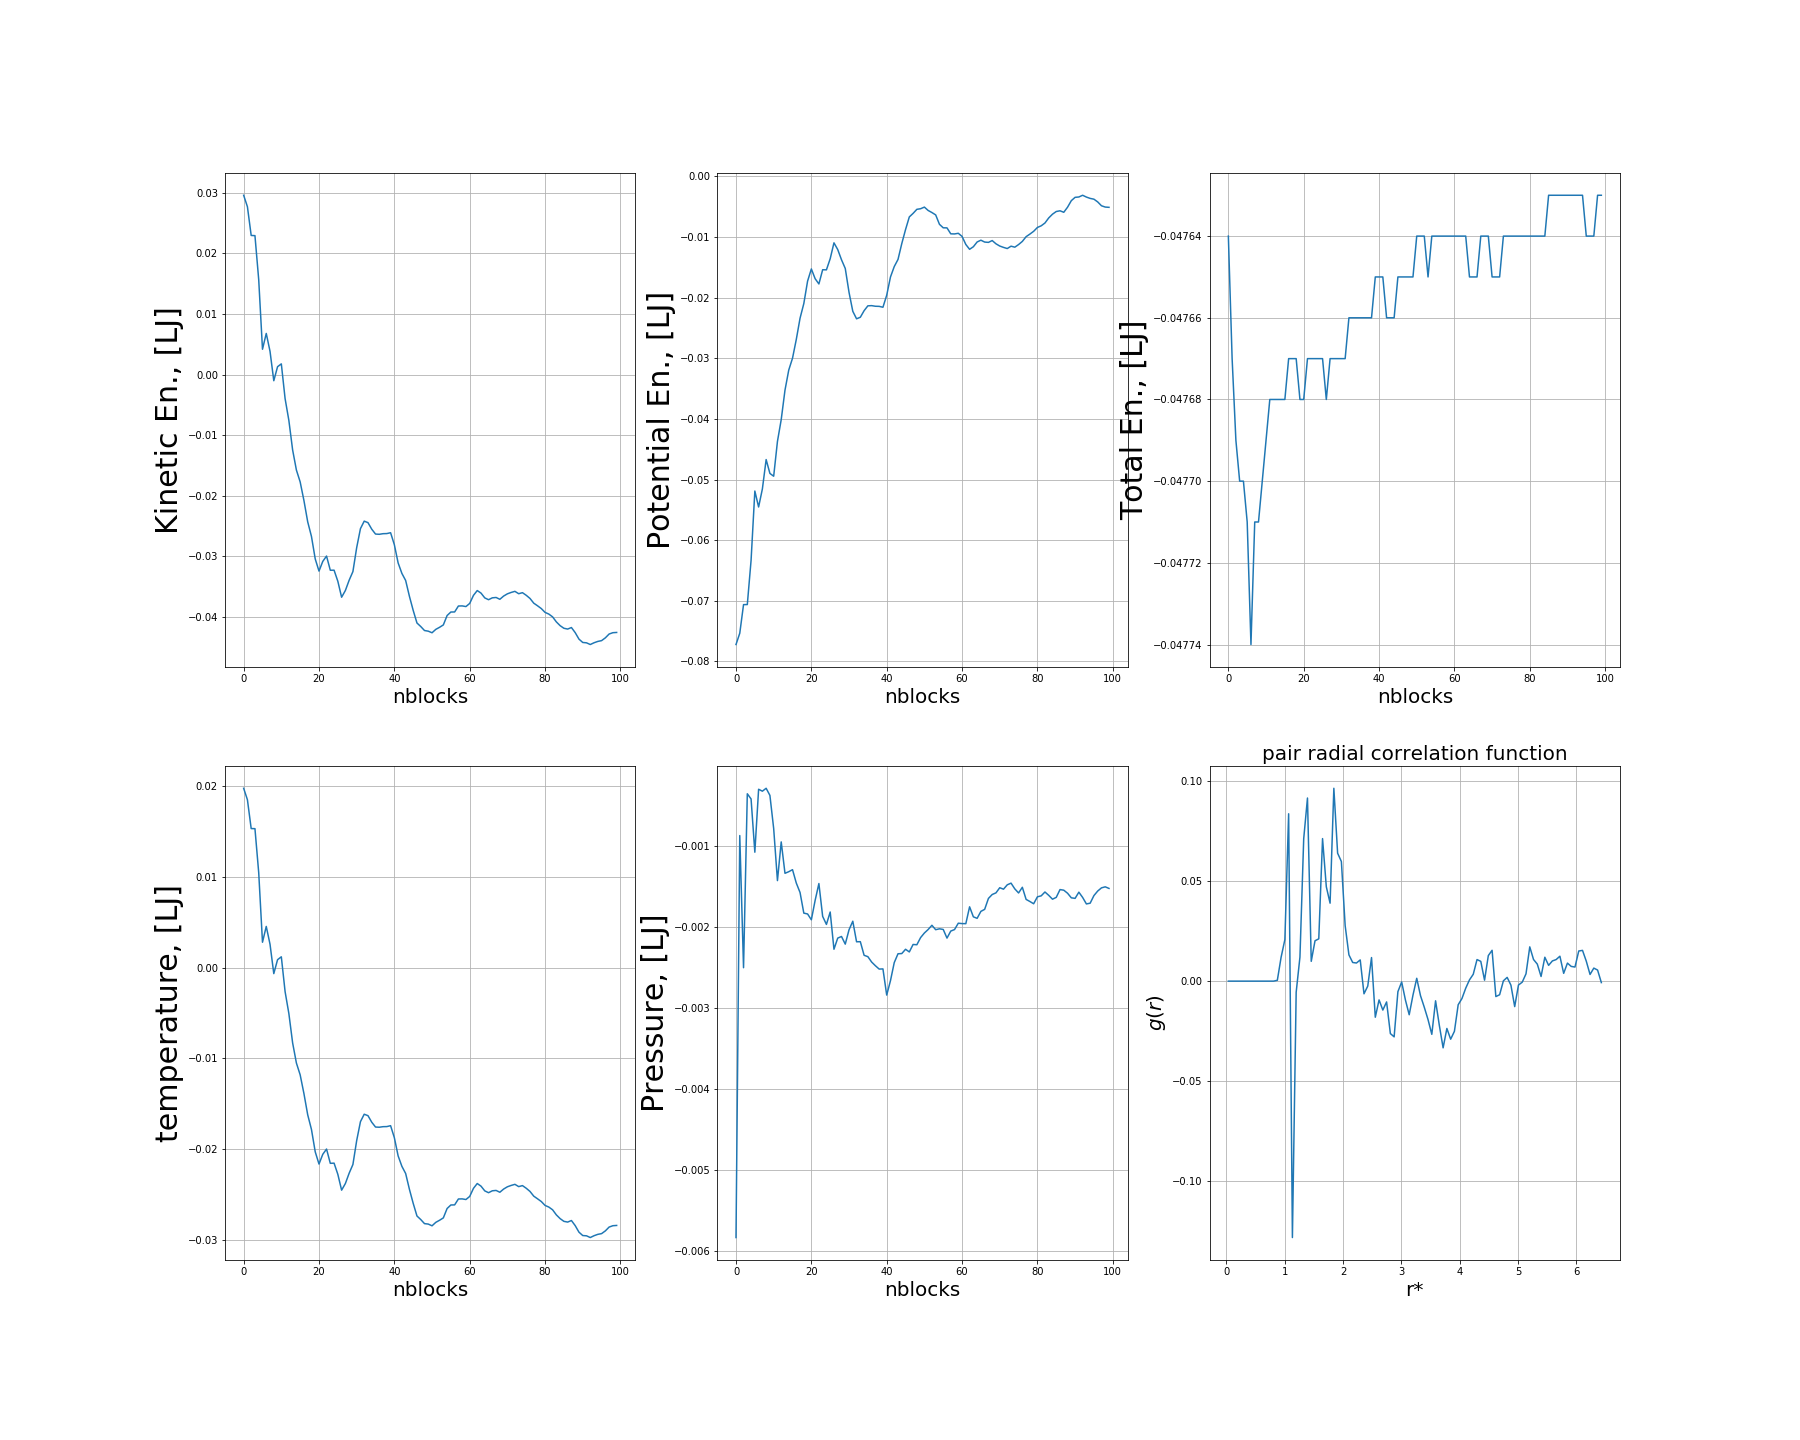 Kinetic En., [LJ]
0.03
0.02
0.01
0.00
−0.01
−0.02
−0.03
−0.04
0 20 40 60 80 100
nblocks
Potential En., [LJ]
0.00
−0.01
−0.02
−0.03
−0.04
−0.05
−0.06
−0.07
−0.08
0 20 40 60 80 100
nblocks
Total En., [LJ]
−0.04764
−0.04766
−0.04768
−0.04770
−0.04772
−0.04774
0 20 40 60 80 100
nblocks
temperature, [LJ]
0.02
0.01
0.00
−0.01
−0.02
−0.03
0 20 40 60 80 100
nblocks
Pressure, [LJ]
−0.001
−0.002
−0.003
−0.004
−0.005
−0.006
0 20 40 60 80 100
nblocks
pair radial correlation function
g(r)
0.10
0.05
0.00
−0.05
−0.10
0 1 2 3 4 5 6
r*